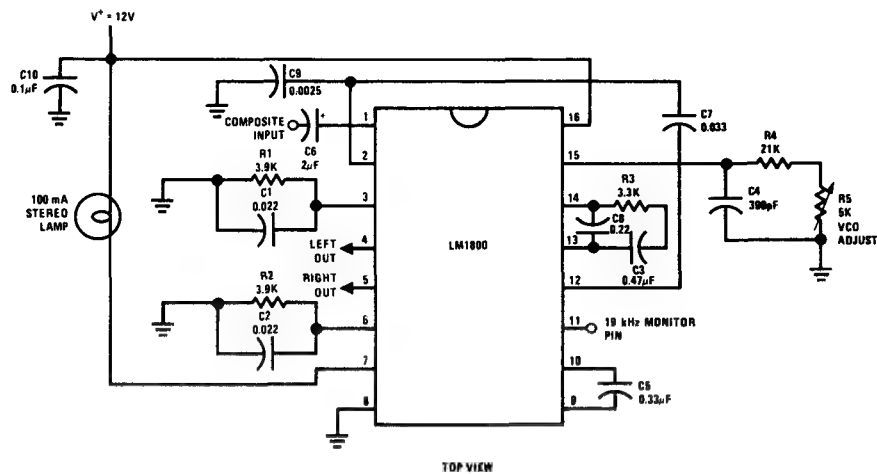 V+ = 12V
C10
0.1μF
C9
0.0025
COMPOSITE
INPUT
+
C6
2μF
1
2
3
4
5
6
7
8
16
15
14
13
12
11
10
9
LM1800
R1
3.9K
C1
0.022
100 mA
STEREO
LAMP
LEFT
OUT
RIGHT
OUT
R2
3.9K
C2
0.022
C7
0.033
R4
21K
C4
390pF
R5
5K
VCO
ADJUST
R3
3.3K
C8
0.22
C3
0.47μF
19 kHz MONITOR
PIN
C5
0.33μF
TOP VIEW